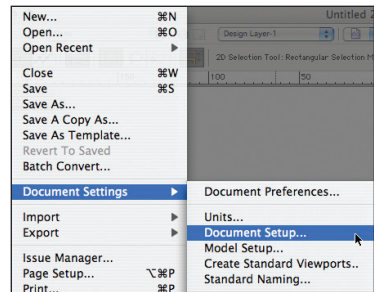 New... ⌘N
Open... ⌘O
Open Recent
Close ⌘W
Save ⌘S
Save As...
Save A Copy As...
Save As Template...
Revert To Saved
Batch Convert...
Document Settings
Import
Export
Issue Manager...
Page Setup... ⌥⌘P
Print... ⌘P
Untitled 2
Design Layer-1
2D Selection Tool: Rectangular Selection M
100 50
Document Preferences...
Units...
Document Setup...
Model Setup...
Create Standard Viewports..
Standard Naming...